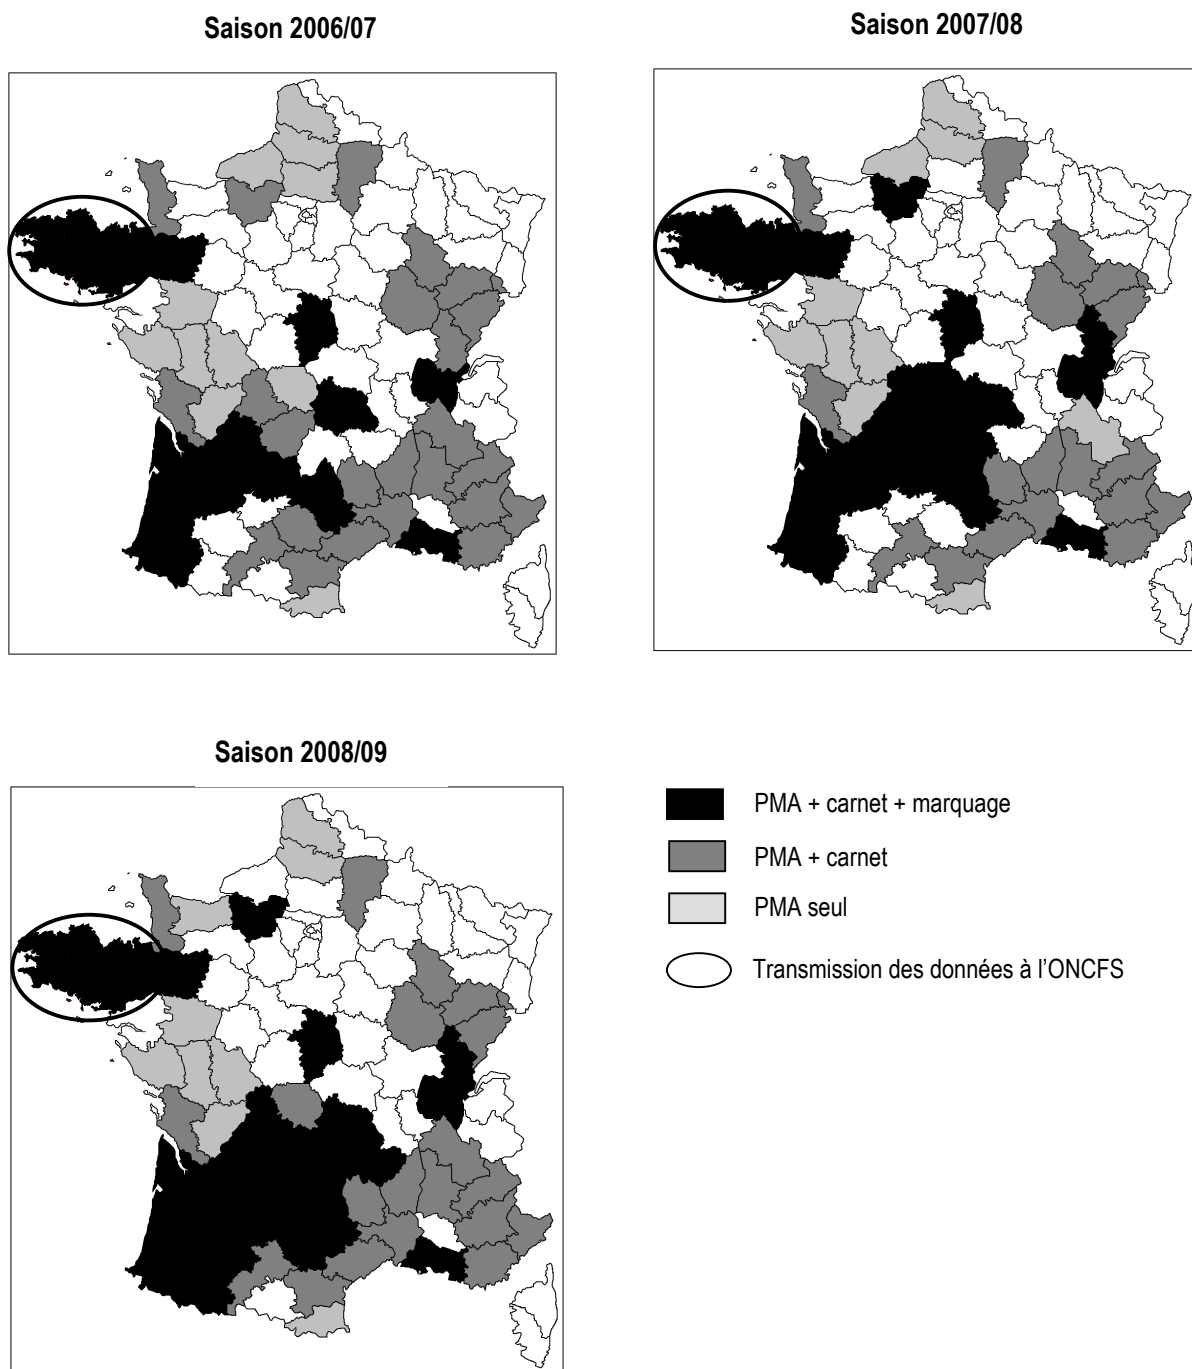 Saison 2006/07
Saison 2007/08
Saison 2008/09
PMA + carnet + marquage
PMA + carnet
PMA seul
Transmission des données à l’ONCFS